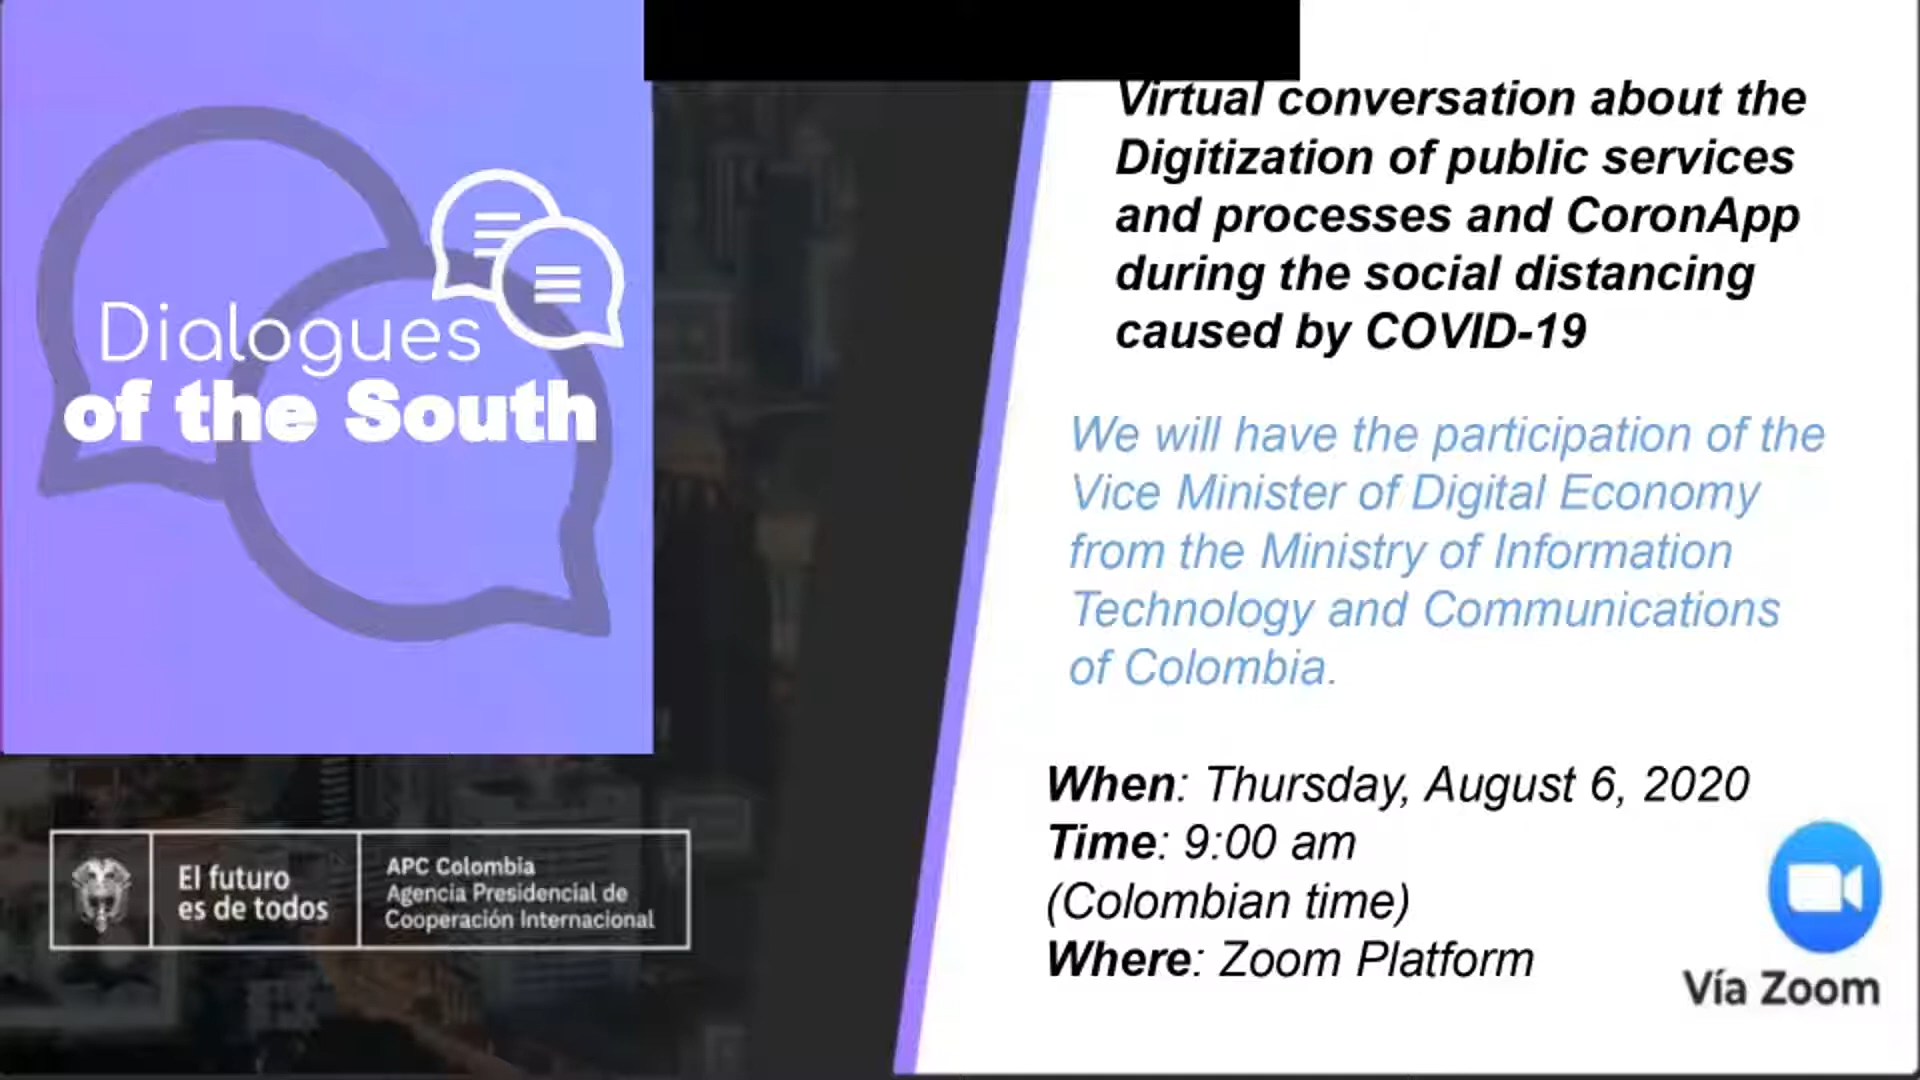 Dialogues
of the South
El futuro
es de todos
APC Colombia
Agencia Presidencial de
Cooperación Internacional
Virtual conversation about the
Digitization of public services
and processes and CoronApp
during the social distancing
caused by COVID-19
We will have the participation of the
Vice Minister of Digital Economy
from the Ministry of Information
Technology and Communications
of Colombia.
When: Thursday, August 6, 2020
Time: 9:00 am
(Colombian time)
Where: Zoom Platform
Vía Zoom